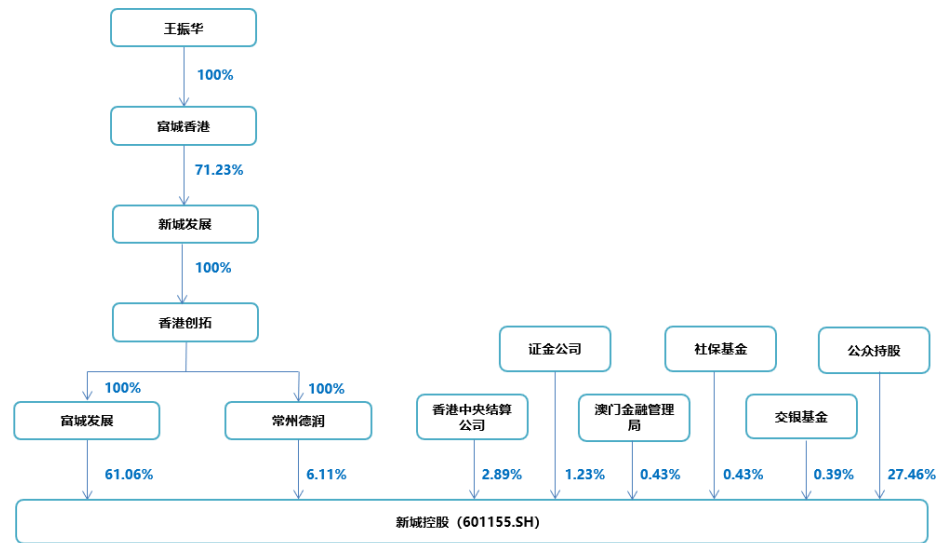 王振华
100%
富城香港
71.23%
新城发展
100%
香港创拓
证金公司
社保基金
公众持股
100%
100%
富城发展
常州德润
香港中央结算
公司
澳门金融管理
局
交银基金
61.06%
6.11%
2.89%
1.23%
0.43%
0.43%
0.39%
27.46%
新城控股（601155.SH）